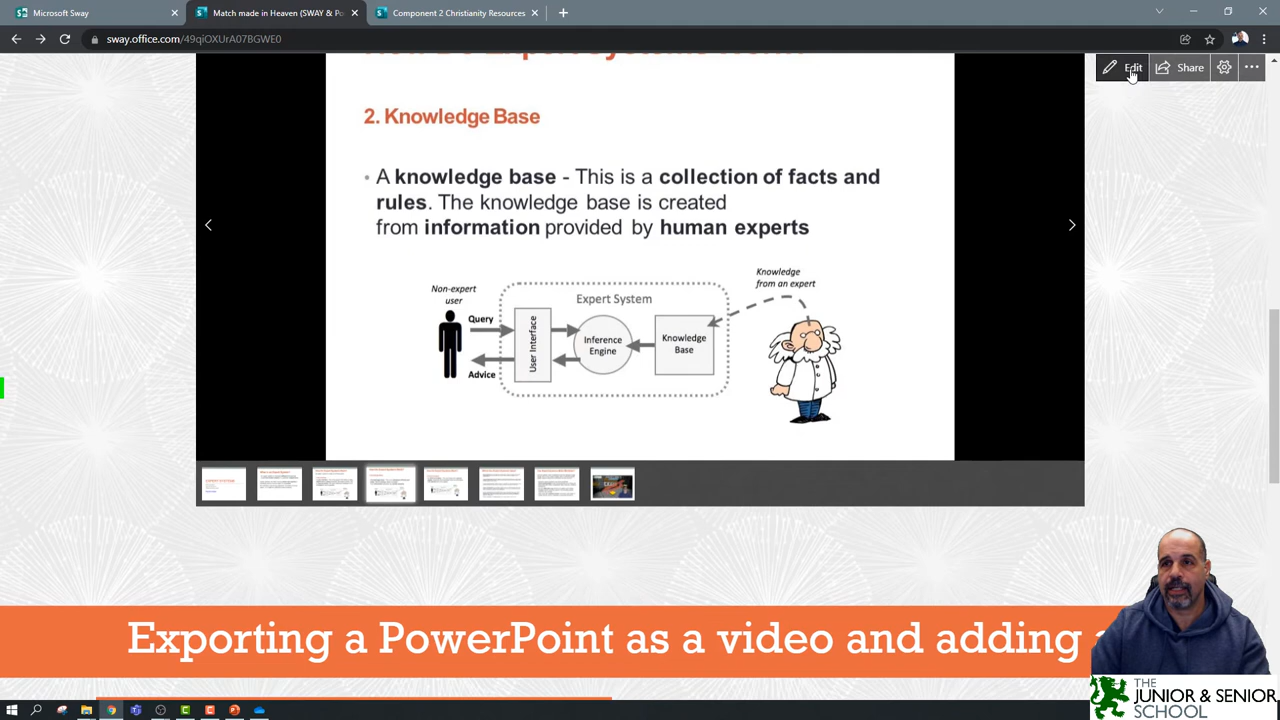 Microsoft Sway
Match made in Heaven (SWAY & P
Component 2 Christianity Resources
sway.office.com/49qiOXUrA07BGWE0
Edit
Share
2. Knowledge Base
• A knowledge base - This is a collection of facts and
rules. The knowledge base is created
from information provided by human experts
Knowledge
from an expert
Non-expert
user
Expert System
Query
User Interface
Inference
Engine
Knowledge
Base
Advice
Exporting a PowerPoint as a video and adding
THE
JUNIOR & SENIOR
SCHOOL